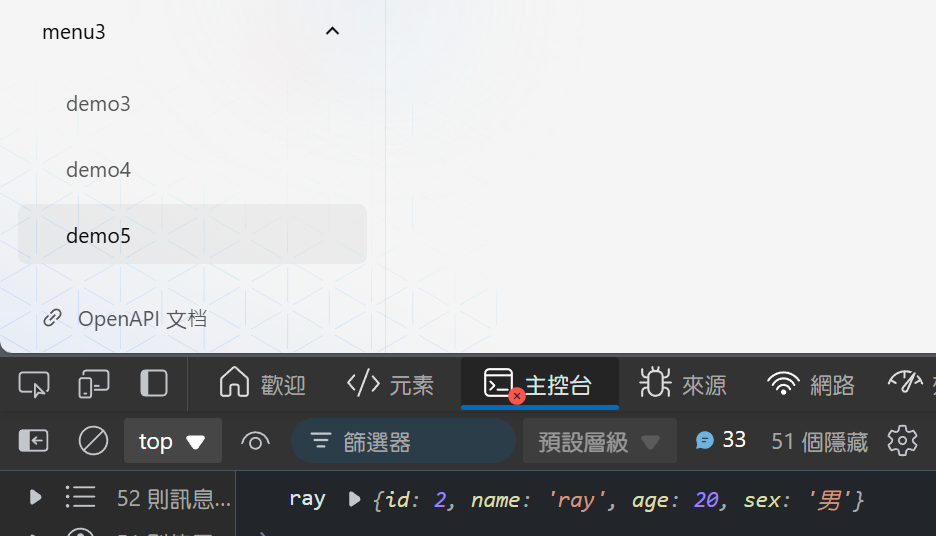 menu3
demo3
demo4
demo5
OpenAPI 文档
歡迎
元素
主控台
來源
網路
top
篩選器
預設層級
33
51 個隱藏
52 則訊息...
ray {id: 2, name: 'ray', age: 20, sex: '男'}